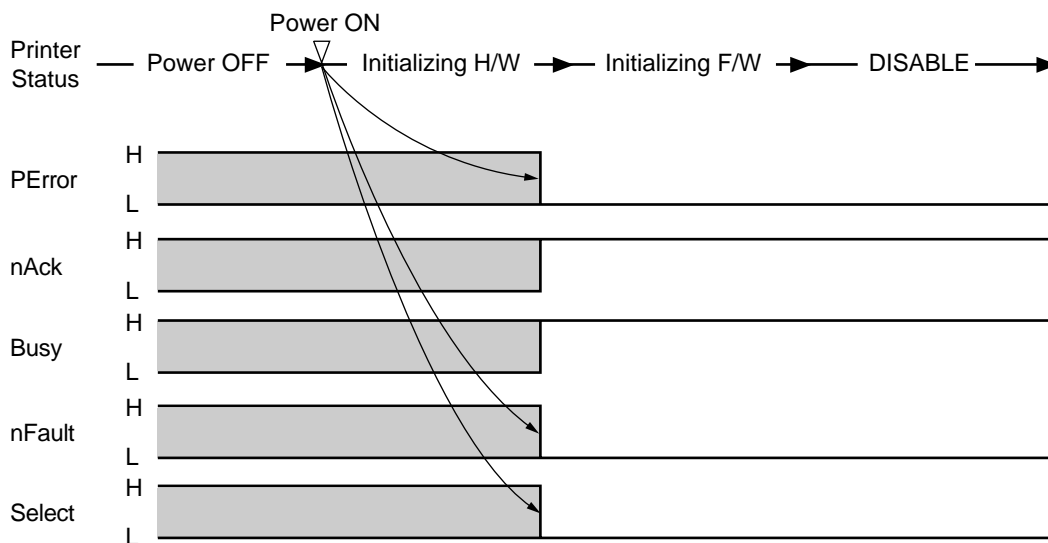 Power ON
Printer
Status
Power OFF
Initializing H/W
Initializing F/W
DISABLE
H
PError
L
H
nAck
L
H
Busy
L
H
nFault
L
H
Select
L